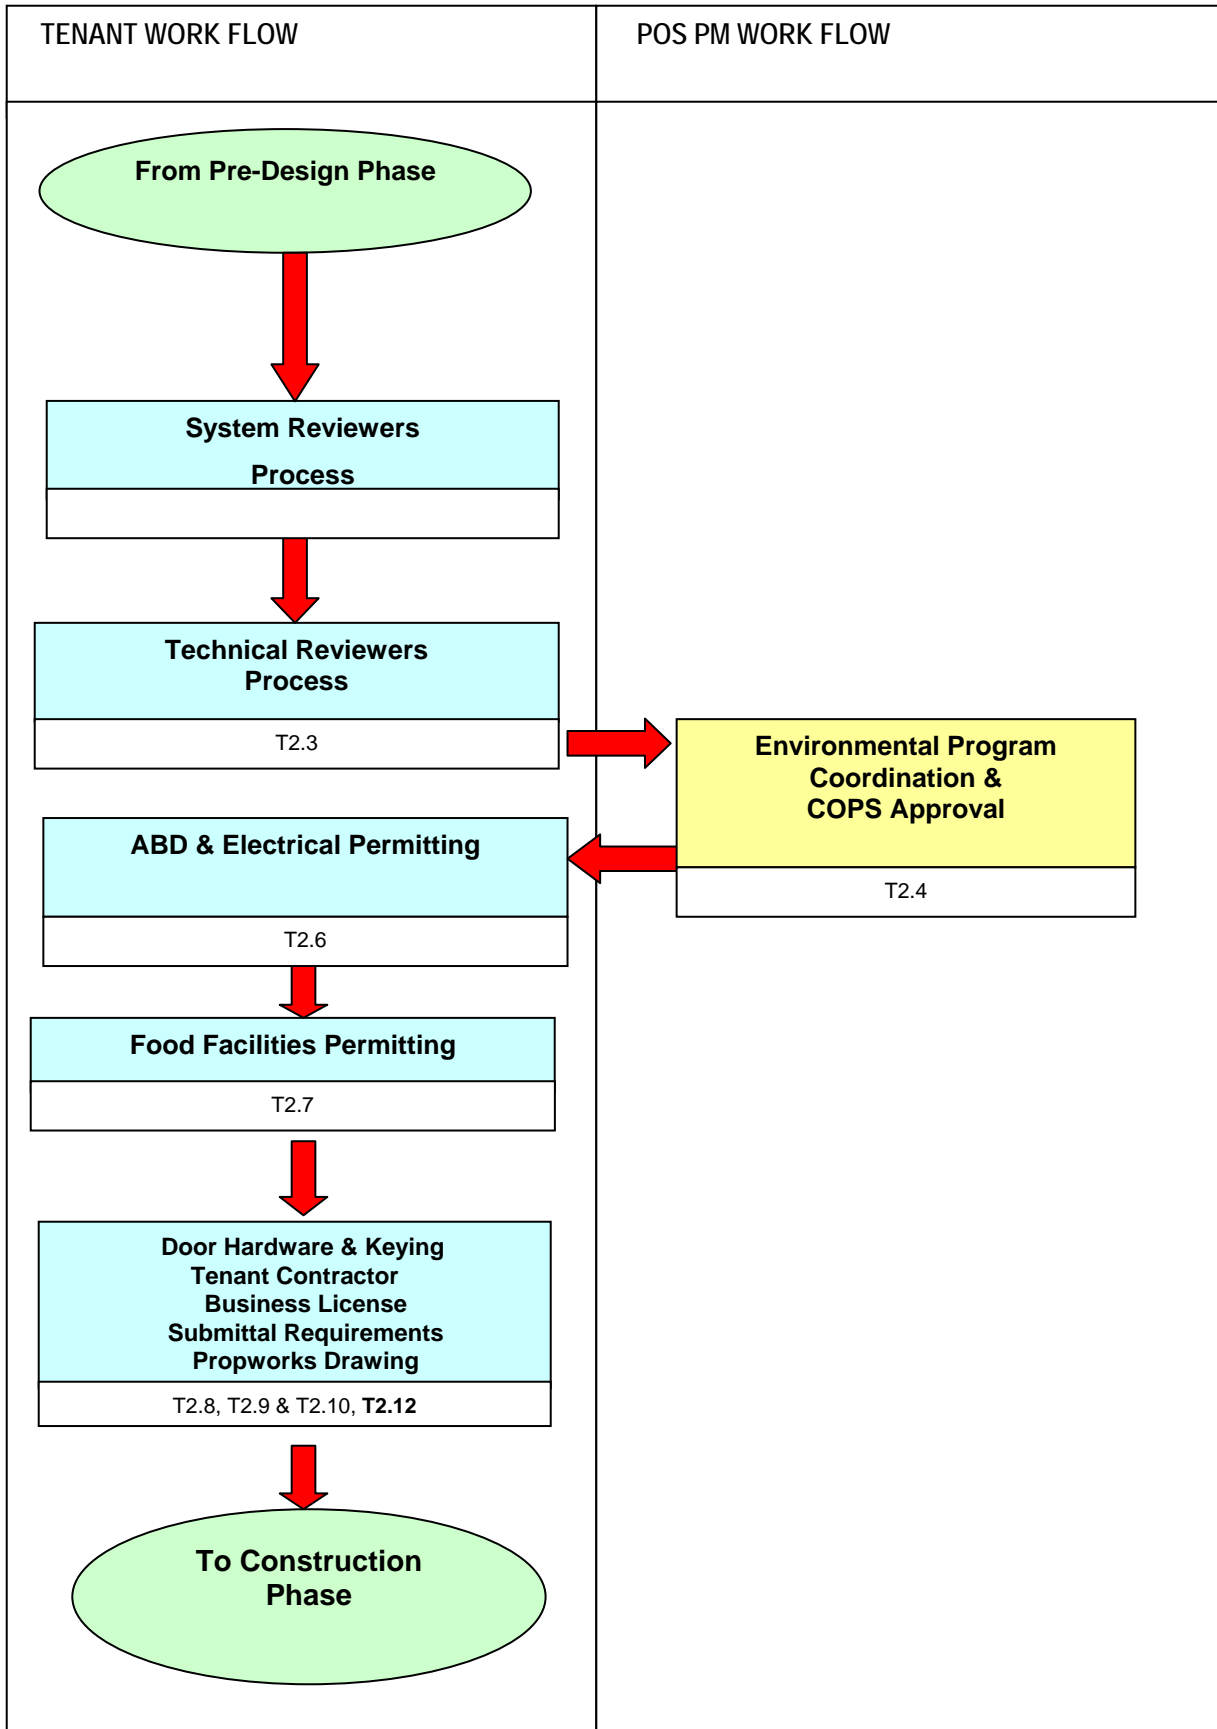 TENANT WORK FLOW
POS PM WORK FLOW
From Pre-Design Phase
System Reviewers
Process
Technical Reviewers
Process
T2.3
Environmental Program
Coordination &
COPS Approval
T2.4
ABD & Electrical Permitting
T2.6
Food Facilities Permitting
T2.7
Door Hardware & Keying
Tenant Contractor
Business License
Submittal Requirements
Propworks Drawing
T2.8, T2.9 & T2.10, T2.12
To Construction
Phase